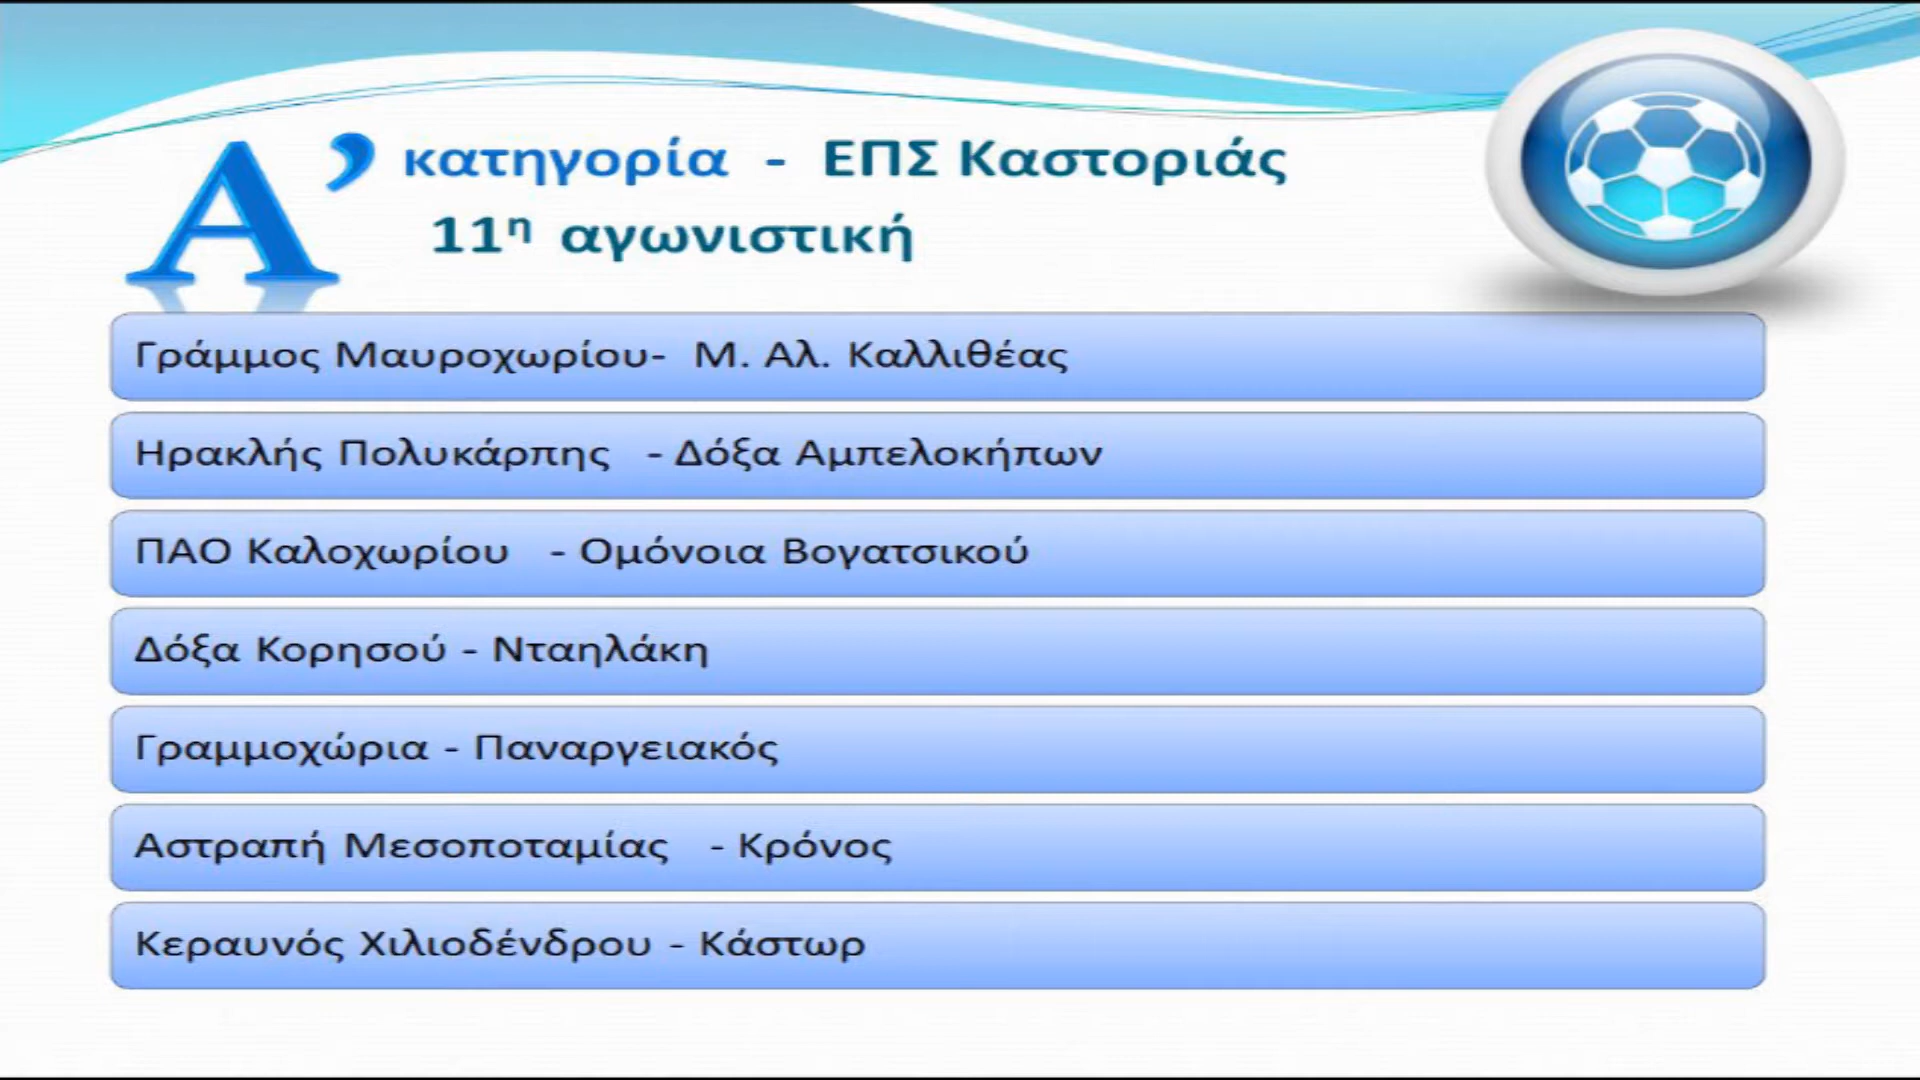 Α’ κατηγορία - ΕΠΣ Καστοριάς
11η αγωνιστική
Γράμμος Μαυροχωρίου- Μ. Αλ. Καλλιθέας
Ηρακλής Πολυκάρπης - Δόξα Αμπελοκήπων
ΠΑΟ Καλοχωρίου - Ομόνοια Βογατσικού
Δόξα Κορησού - Νταηλάκη
Γραμμοχώρια - Παναργειακός
Αστραπή Μεσοποταμίας - Κρόνος
Κεραυνός Χιλιοδένδρου - Κάστωρ